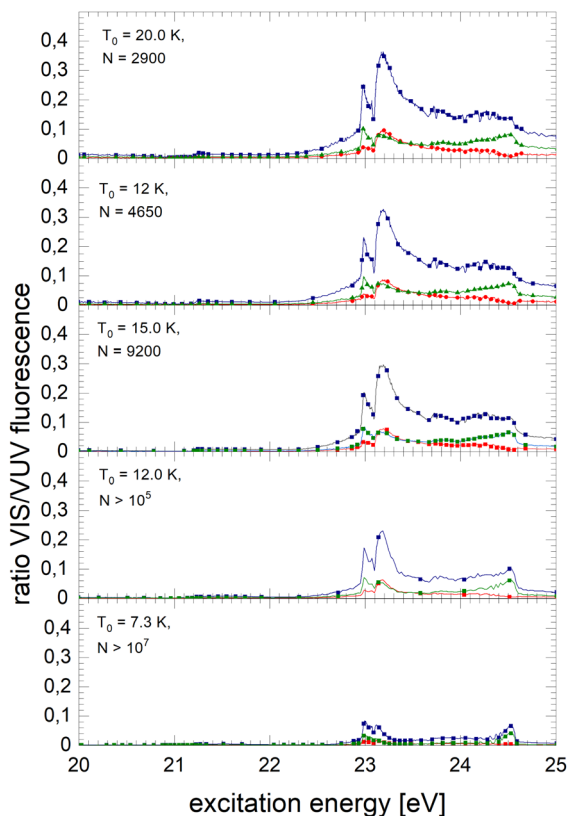 T0 = 20.0 K,
N = 2900
0,4
0,3
0,2
0,1
0
T0 = 12 K,
N = 4650
0,4
0,3
0,2
0,1
0
T0 = 15.0 K,
N = 9200
0,4
0,3
0,2
0,1
0
T0 = 12.0 K,
N > 10^5
0,4
0,3
0,2
0,1
0
T0 = 7.3 K,
N > 10^7
0,4
0,3
0,2
0,1
0
ratio VIS/VUV fluorescence
20 21 22 23 24 25
excitation energy [eV]